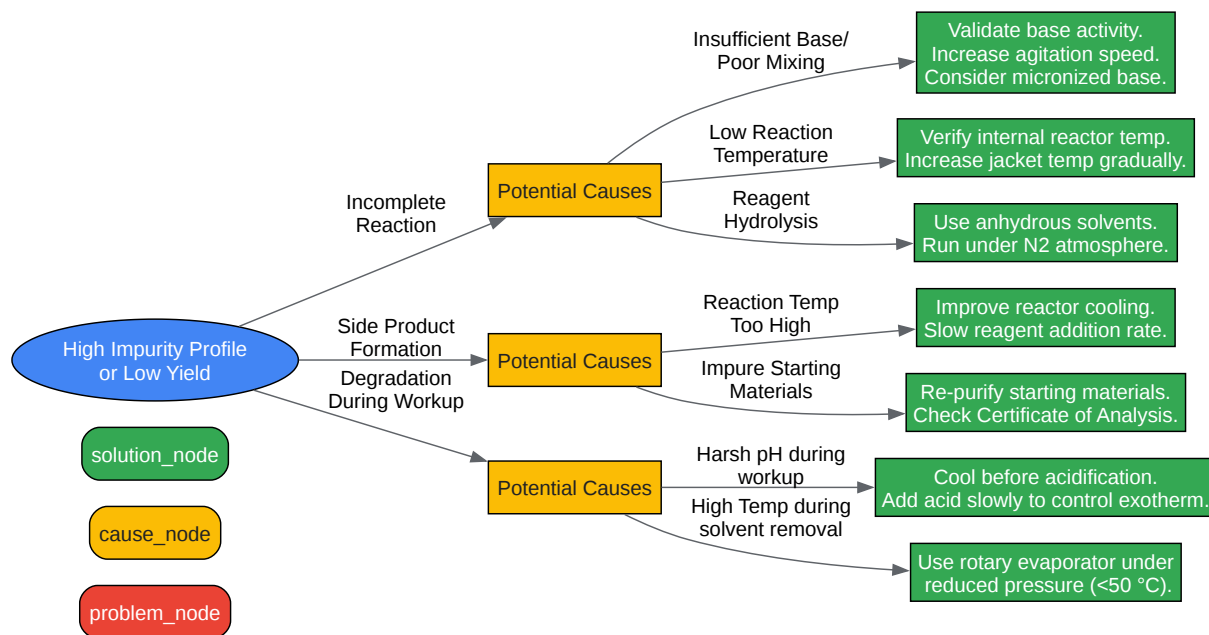 Insufficient Base/
Poor Mixing
Validate base activity.
Increase agitation speed.
Consider micronized base.
Low Reaction
Temperature
Verify internal reactor temp.
Increase jacket temp gradually.
Potential Causes
Incomplete
Reaction
Reagent
Hydrolysis
Use anhydrous solvents.
Run under N2 atmosphere.
High Impurity Profile
or Low Yield
Side Product
Formation
Potential Causes
Reaction Temp
Too High
Improve reactor cooling.
Slow reagent addition rate.
Impure Starting
Materials
Re-purify starting materials.
Check Certificate of Analysis.
Degradation
During Workup
Potential Causes
Harsh pH during
workup
Cool before acidification.
Add acid slowly to control exotherm.
High Temp during
solvent removal
Use rotary evaporator under
reduced pressure (<50 °C).
solution_node
cause_node
problem_node